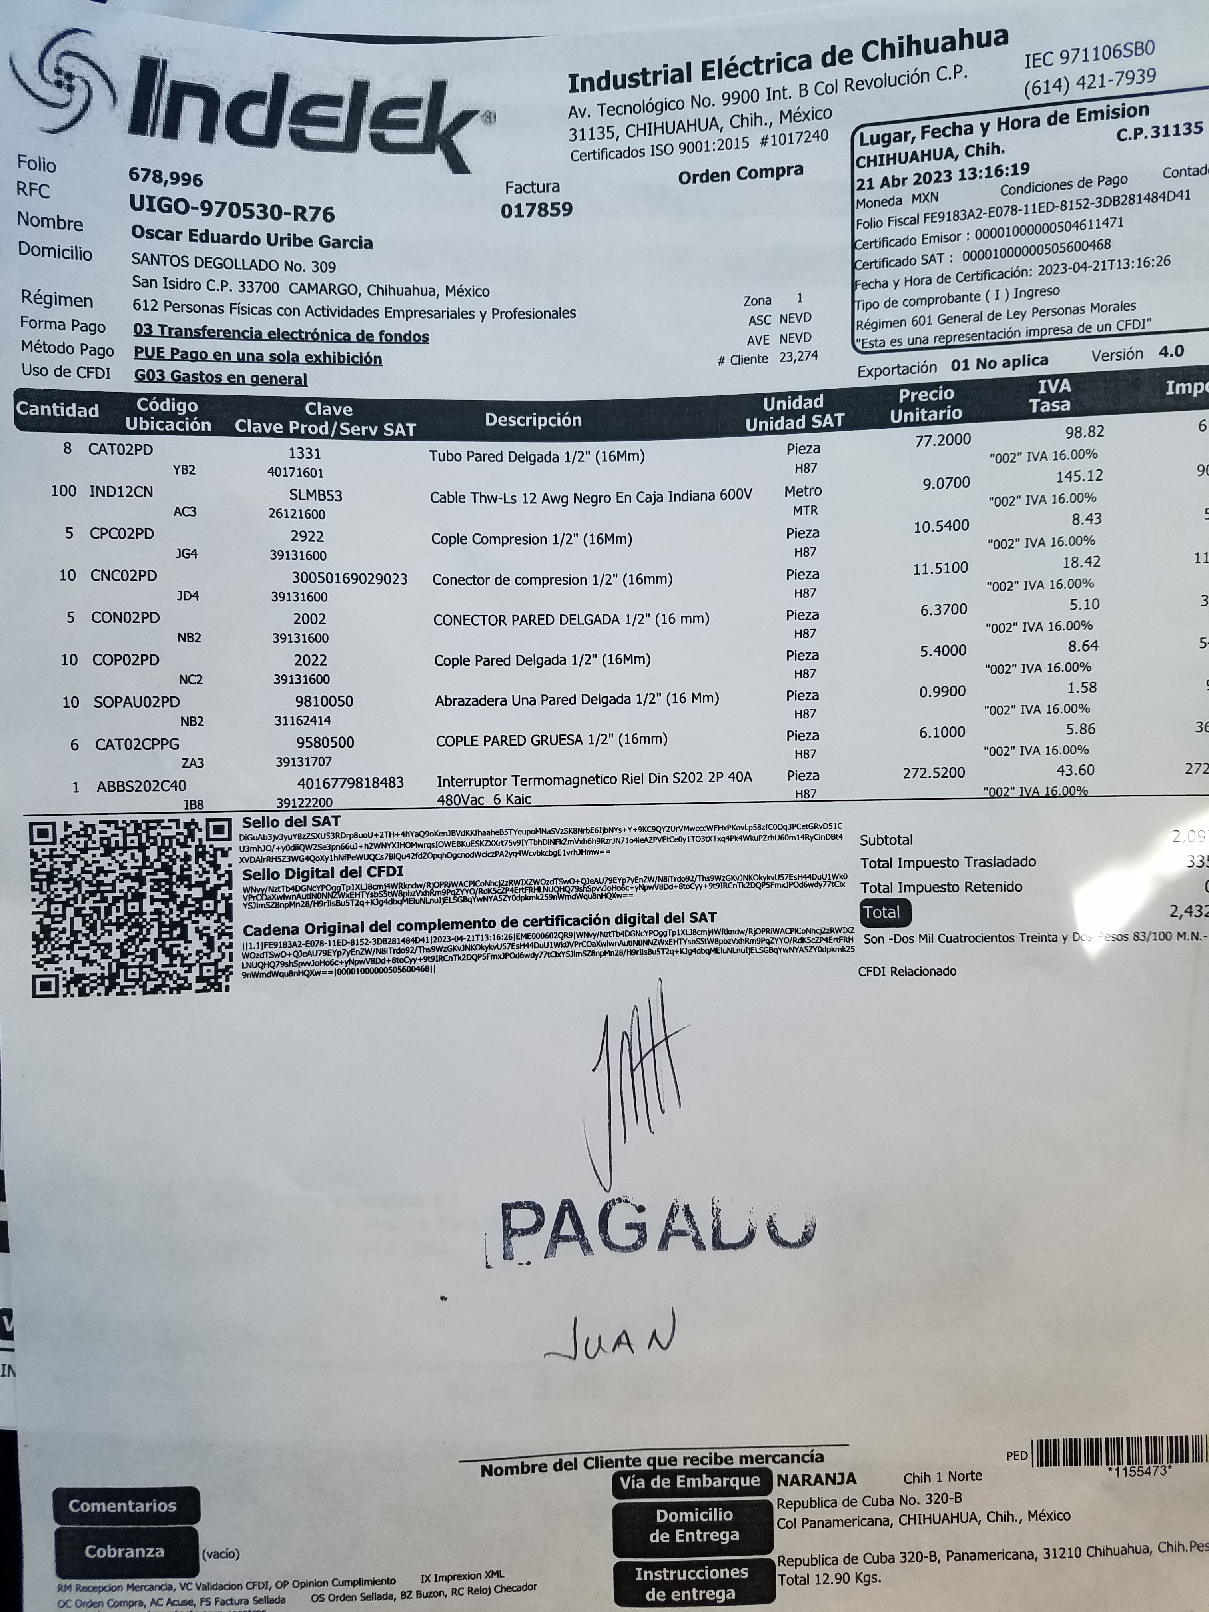 Indelek®
Industrial Eléctrica de Chihuahua
Av. Tecnológico No. 9900 Int. B Col Revolución C.P.
31135, CHIHUAHUA, Chih., México
Certificados ISO 9001:2015 #1017240
IEC 971106SB0
(614) 421-7939
Lugar, Fecha y Hora de Emision
C.P.31135
CHIHUAHUA, Chih.
21 Abr 2023 13:16:19
Moneda MXN Condiciones de Pago Contad
Folio Fiscal FE9183A2-E078-11ED-8152-3DB281484D41
Certificado Emisor : 00001000000504611471
Certificado SAT : 00001000000505600468
Fecha y Hora de Certificación: 2023-04-21T13:16:26
Tipo de comprobante ( I ) Ingreso
Régimen 601 General de Ley Personas Morales
"Esta es una representación impresa de un CFDI"
Exportación 01 No aplica Versión 4.0
Folio 678,996
Factura
017859
Orden Compra
RFC UIGO-970530-R76
Nombre Oscar Eduardo Uribe Garcia
Domicilio SANTOS DEGOLLADO No. 309
San Isidro C.P. 33700 CAMARGO, Chihuahua, México
Régimen 612 Personas Físicas con Actividades Empresariales y Profesionales
Forma Pago 03 Transferencia electrónica de fondos
Método Pago PUE Pago en una sola exhibición
Uso de CFDI G03 Gastos en general
Zona 1
ASC NEVD
AVE NEVD
# Cliente 23,274
Cantidad Código Ubicación Clave Clave Prod/Serv SAT Descripción Unidad Unidad SAT Precio Unitario IVA Tasa Imp
8 CAT02PD 1331 Tubo Pared Delgada 1/2" (16Mm) Pieza 77.2000 98.82 6
YB2 40171601 H87 "002" IVA 16.00%
100 IND12CN SLMB53 Cable Thw-Ls 12 Awg Negro En Caja Indiana 600V Metro 9.0700 145.12 90
AC3 26121600 MTR "002" IVA 16.00%
5 CPC02PD 2922 Cople Compresion 1/2" (16Mm) Pieza 10.5400 8.43 5
JG4 39131600 H87 "002" IVA 16.00%
10 CNC02PD 30050169029023 Conector de compresion 1/2" (16mm) Pieza 11.5100 18.42 11
JD4 39131600 H87 "002" IVA 16.00%
5 CON02PD 2002 CONECTOR PARED DELGADA 1/2" (16 mm) Pieza 6.3700 5.10 3
NB2 39131600 H87 "002" IVA 16.00%
10 COP02PD 2022 Cople Pared Delgada 1/2" (16Mm) Pieza 5.4000 8.64 5
NC2 39131600 H87 "002" IVA 16.00%
10 SOPAU02PD 9810050 Abrazadera Una Pared Delgada 1/2" (16 Mm) Pieza 0.9900 1.58
NB2 31162414 H87 "002" IVA 16.00%
6 CAT02CPPG 9580500 COPLE PARED GRUESA 1/2" (16mm) Pieza 6.1000 5.86 36
ZA3 39131707 H87 "002" IVA 16.00%
1 ABBS202C40 4016779818483 Interruptor Termomagnetico Riel Din S202 2P 40A Pieza 272.5200 43.60 272
IB8 39122200 480Vac 6 Kaic H87 "002" IVA 16.00%
Sello del SAT
Sello Digital del CFDI
Cadena Original del complemento de certificación digital del SAT
Subtotal 2,09
Total Impuesto Trasladado 335
Total Impuesto Retenido 0
Total 2,432
Son -Dos Mil Cuatrocientos Treinta y Dos Pesos 83/100 M.N.-
CFDI Relacionado
PAGADO
JUAN
Nombre del Cliente que recibe mercancía
PED *1155473*
Vía de Embarque NARANJA Chih 1 Norte
Domicilio de Entrega Republica de Cuba No. 320-B
Col Panamericana, CHIHUAHUA, Chih., México
Instrucciones de entrega Republica de Cuba 320-B, Panamericana, 31210 Chihuahua, Chih.Pes
Total 12.90 Kgs.
Comentarios
Cobranza (vacío)
RM Recepcion Mercancia, VC Validacion CFDI, OP Opinion Cumplimiento IX Imprexion XML
OC Orden Compra, AC Acuse, FS Factura Sellada OS Orden Sellada, BZ Buzon, RC Reloj Checador